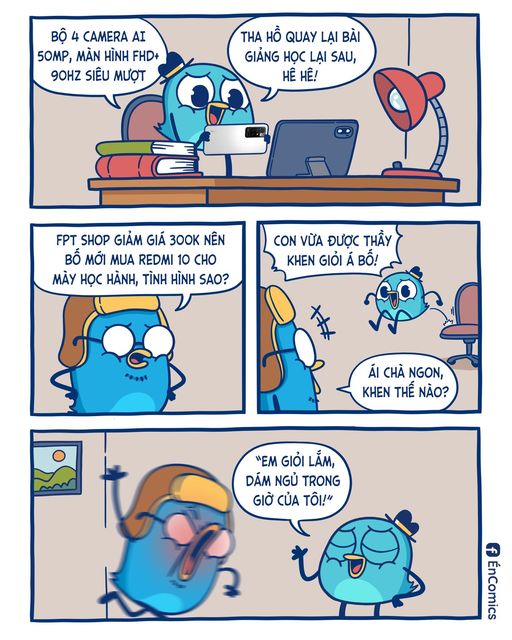 BỘ 4 CAMERA AI
50MP, MÀN HÌNH FHD+
90HZ SIÊU MƯỢT
THA HỒ QUAY LẠI BÀI
GIẢNG HỌC LẠI SAU,
HÊ HÊ!
FPT SHOP GIẢM GIÁ 300K NÊN
BỐ MỚI MUA REDMI 10 CHO
MÀY HỌC HÀNH, TÌNH HÌNH SAO?
CON VỪA ĐƯỢC THẦY
KHEN GIỎI Á BỐ!
ÁI CHÀ NGON,
KHEN THẾ NÀO?
"EM GIỎI LẮM,
DÁM NGỦ TRONG
GIỜ CỦA TÔI!"
ÉnComics